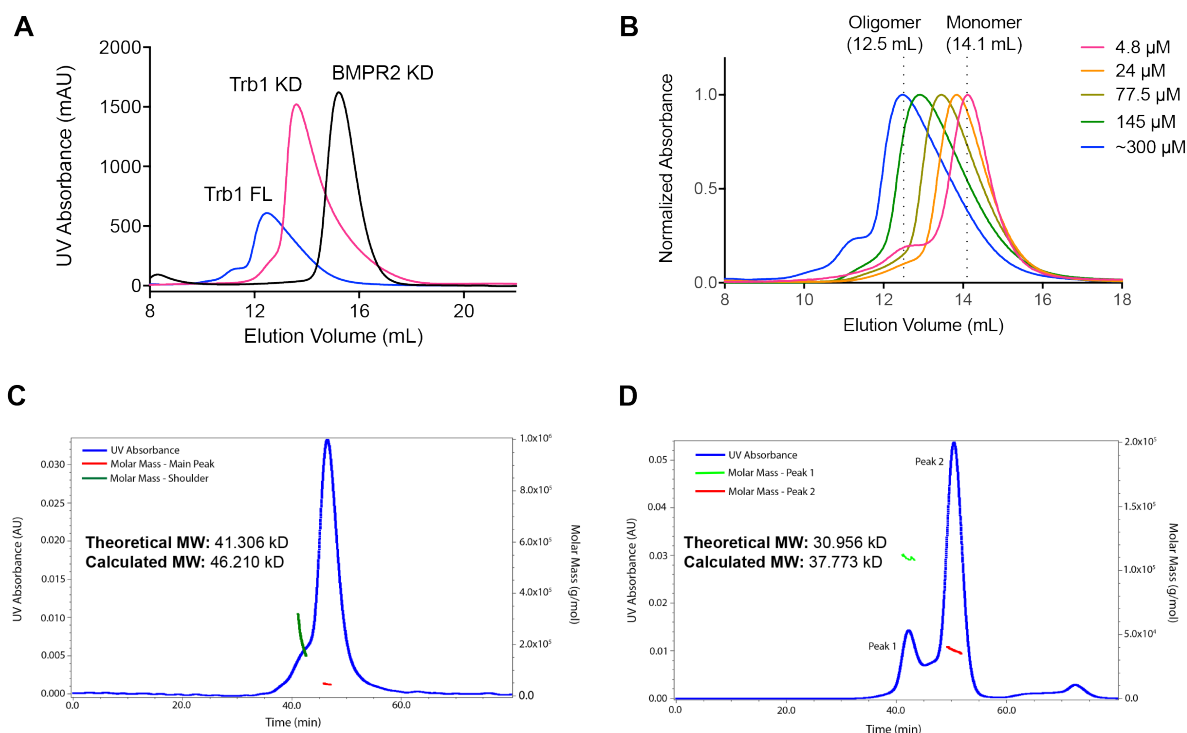 A
UV Absorbance (mAU)
2000
1500
1000
500
0
Trb1 KD
BMPR2 KD
Trb1 FL
8
12
16
20
Elution Volume (mL)
B
Oligomer
(12.5 mL)
Monomer
(14.1 mL)
4.8 µM
24 µM
77.5 µM
145 µM
~300 µM
Normalized Absorbance
1.0
0.5
0.0
8
10
12
14
16
18
Elution Volume (mL)
C
UV Absorbance
Molar Mass - Main Peak
Molar Mass - Shoulder
Theoretical MW: 41.306 kD
Calculated MW: 46.210 kD
UV Absorbance (AU)
0.030
0.025
0.020
0.015
0.010
0.005
0.000
1.0x10⁶
8.0x10⁵
6.0x10⁵
4.0x10⁵
2.0x10⁵
0.0
Molar Mass (g/mol)
0.0
20.0
40.0
60.0
Time (min)
D
UV Absorbance
Molar Mass - Peak 1
Molar Mass - Peak 2
Peak 2
Theoretical MW: 30.956 kD
Calculated MW: 37.773 kD
Peak 1
UV Absorbance (AU)
0.05
0.04
0.03
0.02
0.01
0.00
2.0x10⁵
1.5x10⁵
1.0x10⁵
5.0x10⁴
0.0
Molar Mass (g/mol)
0.0
20.0
40.0
60.0
Time (min)